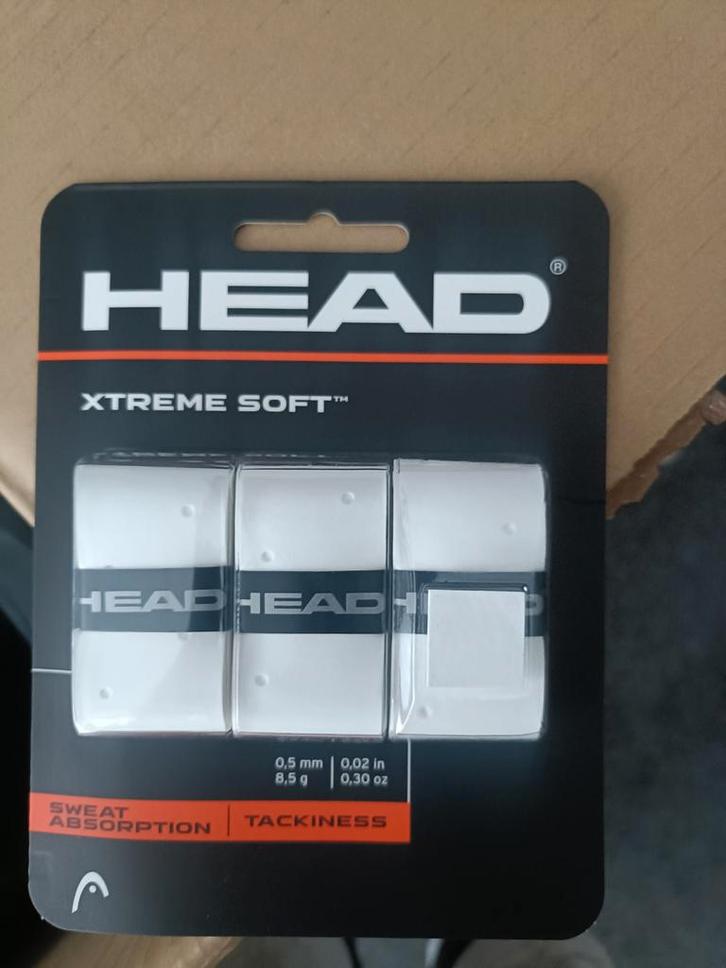 HEAD®
XTREME SOFT™
HEAD HEAD
0,5 mm | 0,02 in
8,5 g | 0,30 oz
SWEAT
ABSORPTION | TACKINESS